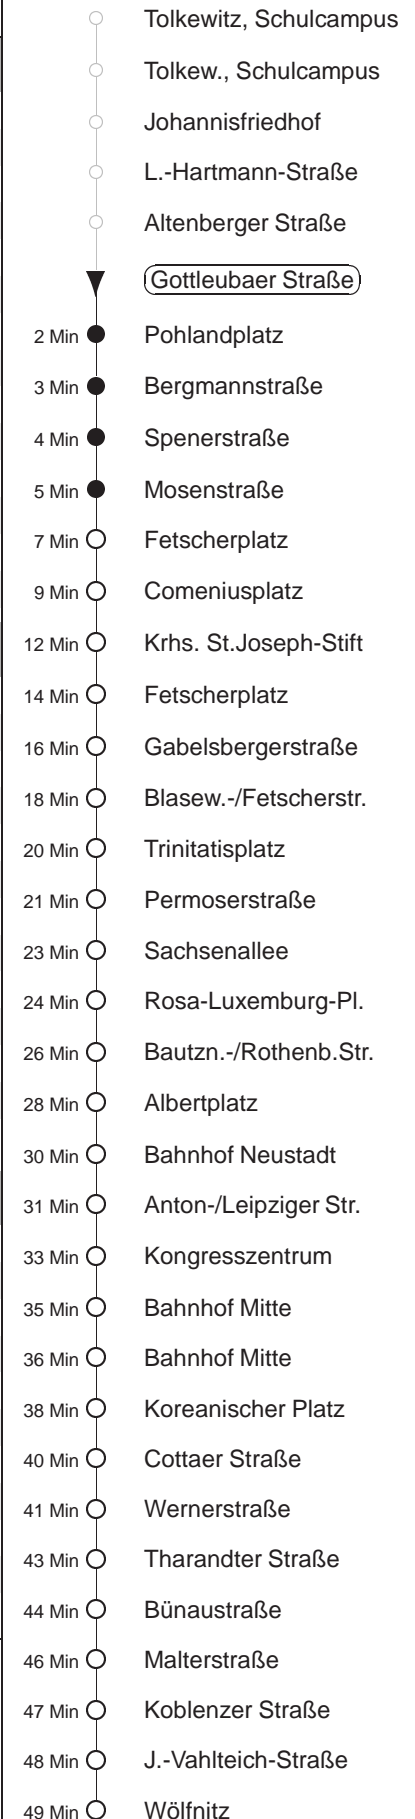 Tolkewitz, Schulcampus
Tolkew., Schulcampus
Johannisfriedhof
L.-Hartmann-Straße
Altenberger Straße
Gottleubaer Straße
2 Min Pohlandplatz
3 Min Bergmannstraße
4 Min Spenerstraße
5 Min Mosenstraße
7 Min Fetscherplatz
9 Min Comeniusplatz
12 Min Krhs. St.Joseph-Stift
14 Min Fetscherplatz
16 Min Gabelsbergerstraße
18 Min Blasew.-/Fetscherstr.
20 Min Trinitatisplatz
21 Min Permoserstraße
23 Min Sachsenallee
24 Min Rosa-Luxemburg-Pl.
26 Min Bautzn.-/Rothenb.Str.
28 Min Albertplatz
30 Min Bahnhof Neustadt
31 Min Anton-/Leipziger Str.
33 Min Kongresszentrum
35 Min Bahnhof Mitte
36 Min Bahnhof Mitte
38 Min Koreanischer Platz
40 Min Cottaer Straße
41 Min Wernerstraße
43 Min Tharandter Straße
44 Min Bünaustraße
46 Min Malterstraße
47 Min Koblenzer Straße
48 Min J.-Vahlteich-Straße
49 Min Wölfnitz